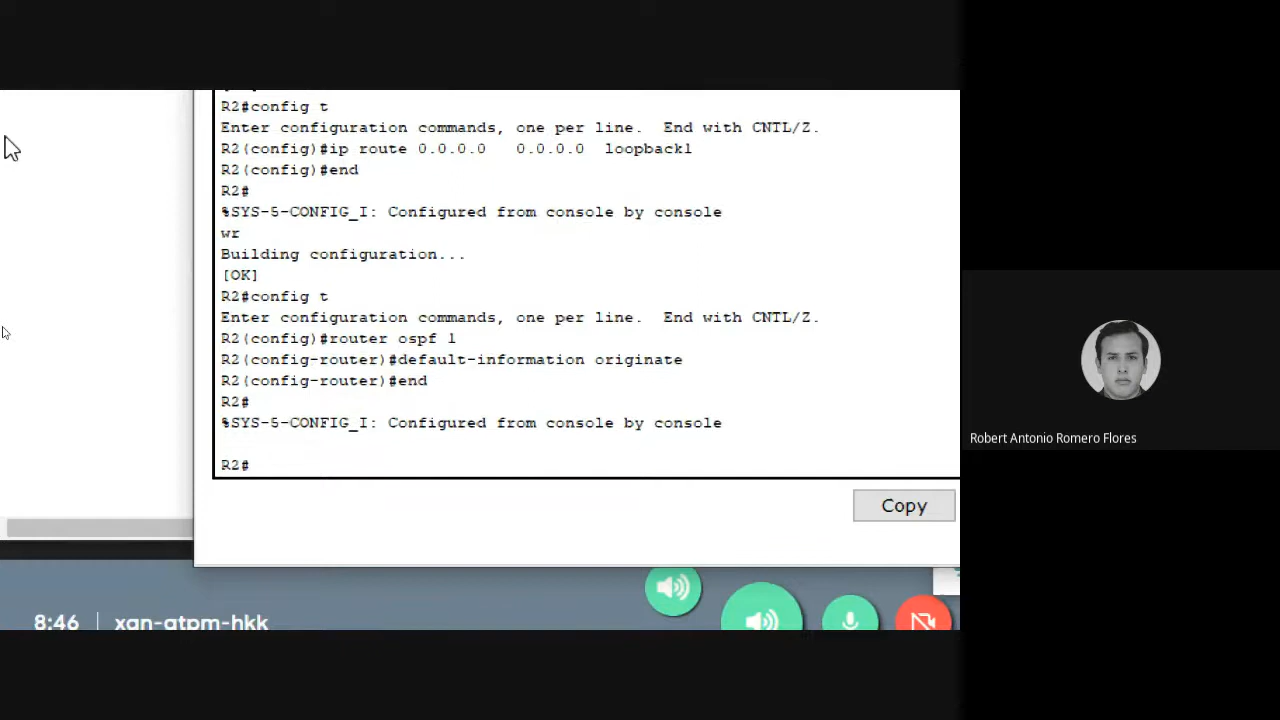 R2#config t
Enter configuration commands, one per line.  End with CNTL/Z.
R2(config)#ip route 0.0.0.0   0.0.0.0  loopback1
R2(config)#end
R2#
%SYS-5-CONFIG_I: Configured from console by console
wr
Building configuration...
[OK]
R2#config t
Enter configuration commands, one per line.  End with CNTL/Z.
R2(config)#router ospf 1
R2(config-router)#default-information originate
R2(config-router)#end
R2#
%SYS-5-CONFIG_I: Configured from console by console
R2#
Copy
Robert Antonio Romero Flores
8:46 | xgn-qtpm-hkk